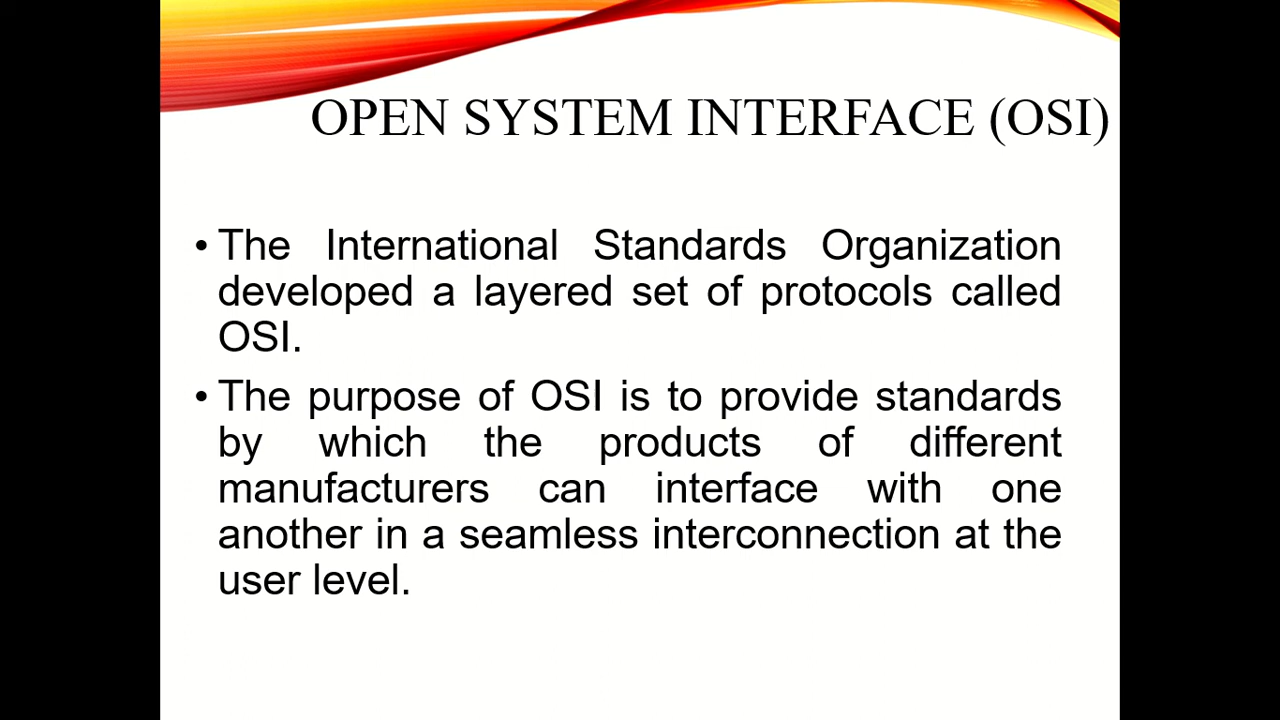 OPEN SYSTEM INTERFACE (OSI)
• The International Standards Organization
developed a layered set of protocols called
OSI.
• The purpose of OSI is to provide standards
by which the products of different
manufacturers can interface with one
another in a seamless interconnection at the
user level.